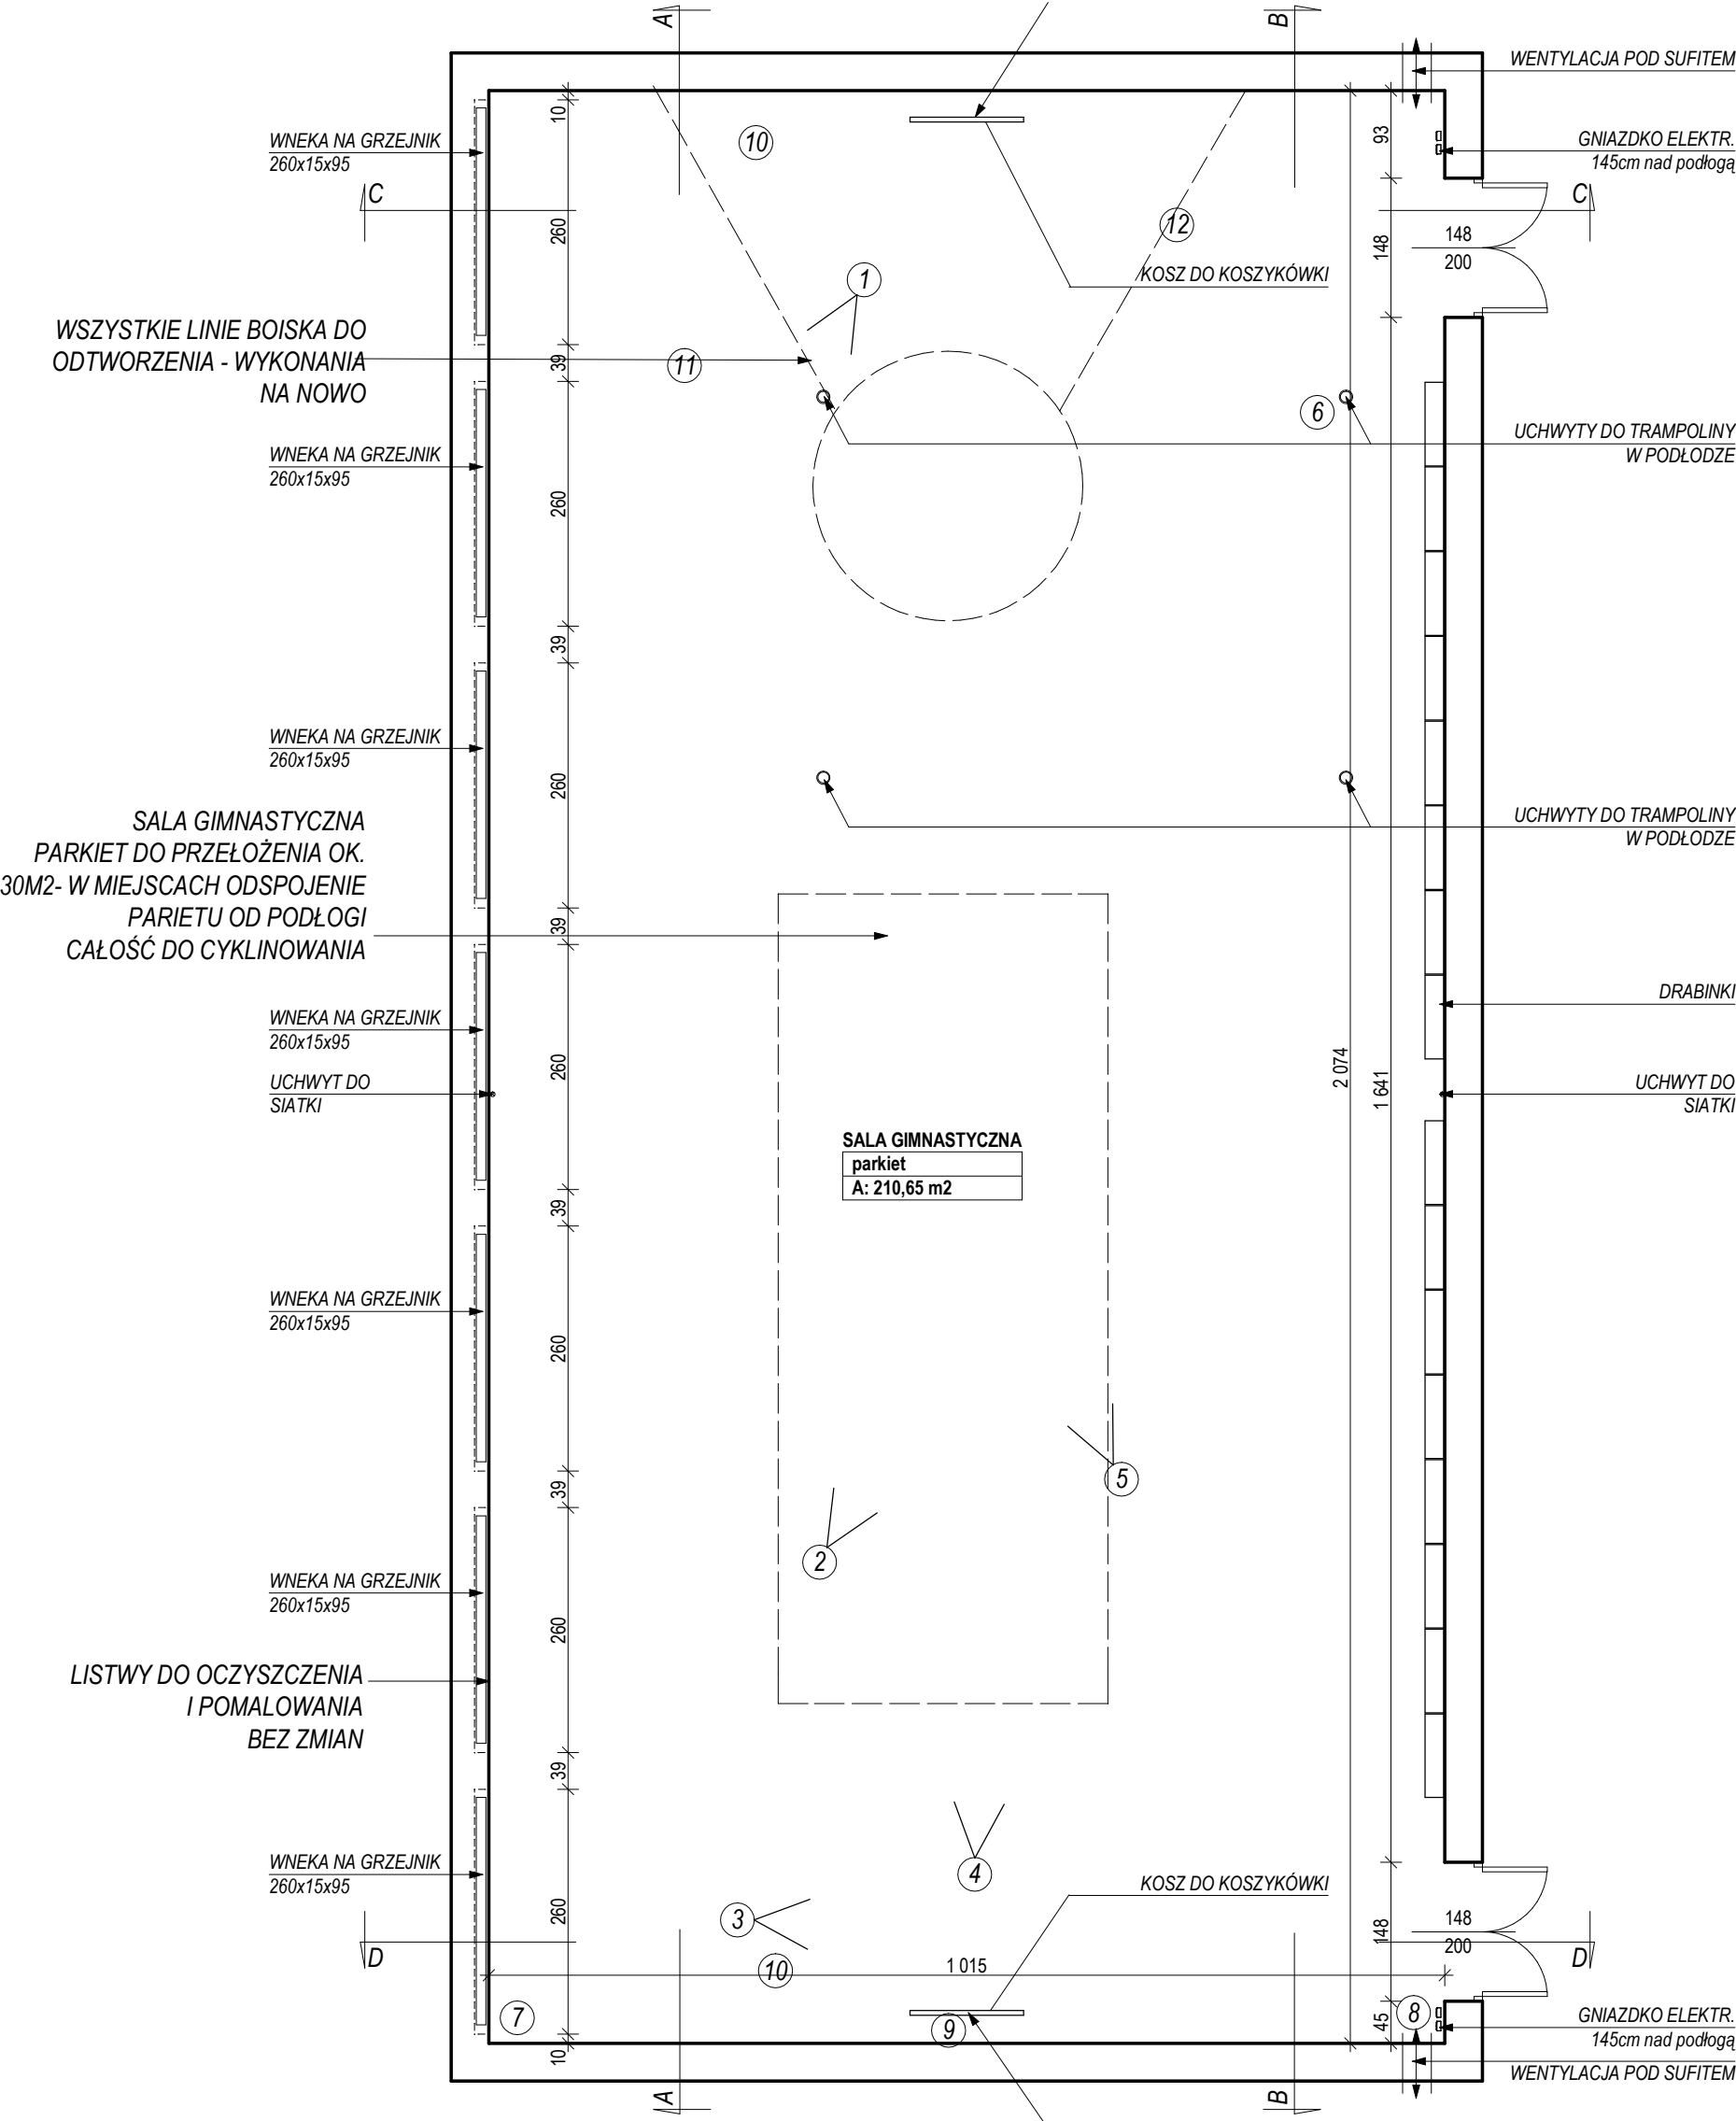 A
B
WENTYLACJA POD SUFITEM
10
93
10
WNEKA NA GRZEJNIK
260x15x95
GNIAZDKO ELEKTR.
145cm nad podłogą
C
C
260
12
148
148
200
1
KOSZ DO KOSZYKÓWKI
WSZYSTKIE LINIE BOISKA DO
ODTWORZENIA - WYKONANIA
NA NOWO
39
11
6
UCHWYTY DO TRAMPOLINY
W PODŁODZE
WNEKA NA GRZEJNIK
260x15x95
260
39
WNEKA NA GRZEJNIK
260x15x95
260
UCHWYTY DO TRAMPOLINY
W PODŁODZE
SALA GIMNASTYCZNA
PARKIET DO PRZEŁOŻENIA OK.
30M2- W MIEJSCACH ODSPOJENIE
PARIETU OD PODŁOGI
CAŁOŚĆ DO CYKLINOWANIA
39
DRABINKI
WNEKA NA GRZEJNIK
260x15x95
260
2 074
1 641
UCHWYT DO
SIATKI
UCHWYT DO
SIATKI
SALA GIMNASTYCZNA
parkiet
A: 210,65 m2
39
WNEKA NA GRZEJNIK
260x15x95
260
39
5
2
WNEKA NA GRZEJNIK
260x15x95
260
LISTWY DO OCZYSZCZENIA
I POMALOWANIA
BEZ ZMIAN
39
WNEKA NA GRZEJNIK
260x15x95
4
KOSZ DO KOSZYKÓWKI
260
3
148
148
200
D
D
10
1 015
7
9
8
45
GNIAZDKO ELEKTR.
145cm nad podłogą
10
WENTYLACJA POD SUFITEM
A
B